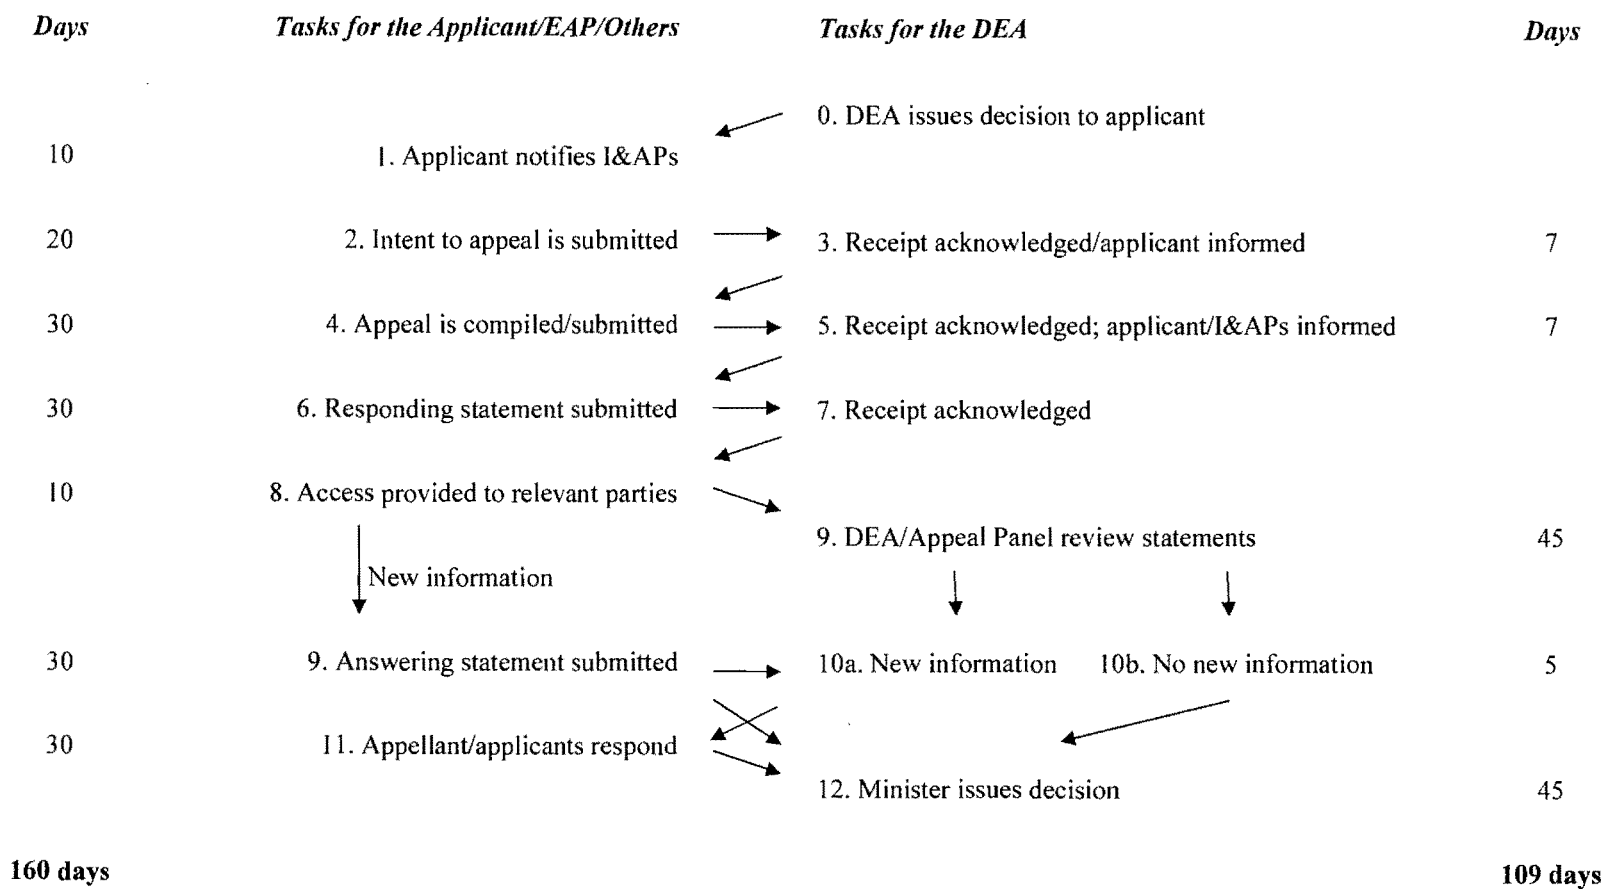 Days Tasks for the Applicant/EAP/Others Tasks for the DEA Days
0. DEA issues decision to applicant
10 1. Applicant notifies I&APs
20 2. Intent to appeal is submitted 3. Receipt acknowledged/applicant informed 7
30 4. Appeal is compiled/submitted 5. Receipt acknowledged; applicant/I&APs informed 7
30 6. Responding statement submitted 7. Receipt acknowledged
10 8. Access provided to relevant parties
9. DEA/Appeal Panel review statements 45
New information
30 9. Answering statement submitted 10a. New information 10b. No new information 5
30 11. Appellant/applicants respond
12. Minister issues decision 45
160 days 109 days